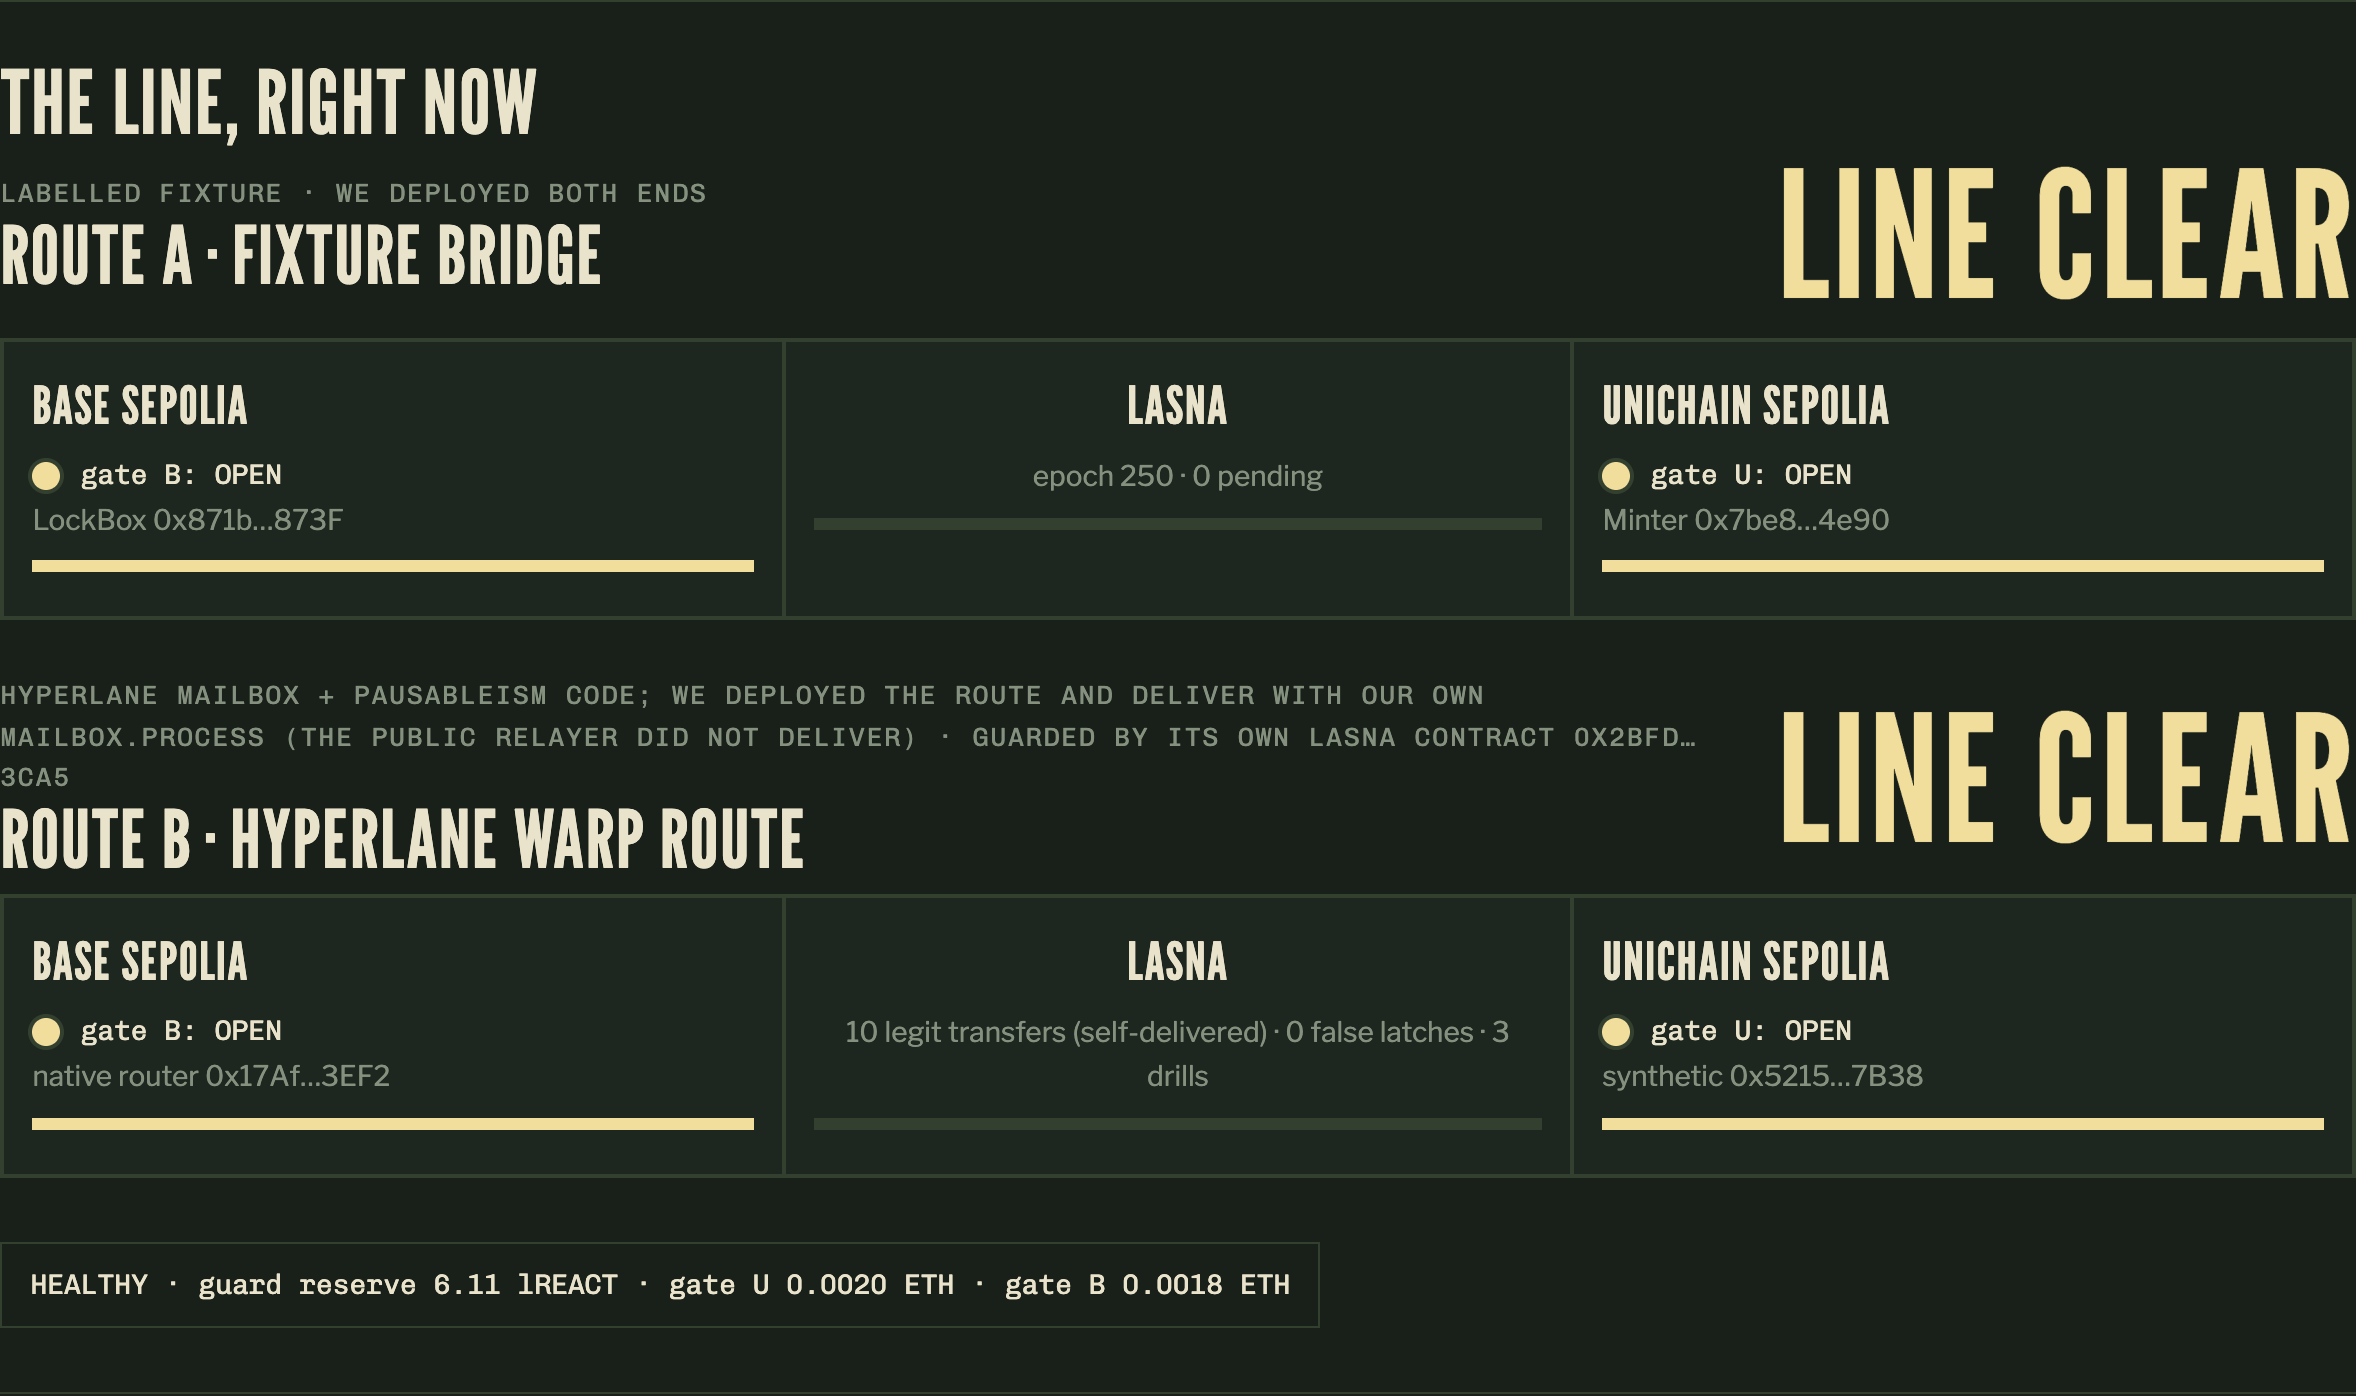 THE LINE, RIGHT NOW
LABELLED FIXTURE · WE DEPLOYED BOTH ENDS
ROUTE A · FIXTURE BRIDGE
LINE CLEAR
BASE SEPOLIA
gate B: OPEN
LockBox 0x871b…873F
LASNA
epoch 250 · 0 pending
UNICHAIN SEPOLIA
gate U: OPEN
Minter 0x7be8…4e90
HYPERLANE MAILBOX + PAUSABLEISM CODE; WE DEPLOYED THE ROUTE AND DELIVER WITH OUR OWN
MAILBOX.PROCESS (THE PUBLIC RELAYER DID NOT DELIVER) · GUARDED BY ITS OWN LASNA CONTRACT 0X2BFD…
3CA5
ROUTE B · HYPERLANE WARP ROUTE
LINE CLEAR
BASE SEPOLIA
gate B: OPEN
native router 0x17Af…3EF2
LASNA
10 legit transfers (self-delivered) · 0 false latches · 3
drills
UNICHAIN SEPOLIA
gate U: OPEN
synthetic 0x5215…7B38
HEALTHY · guard reserve 6.11 lREACT · gate U 0.0020 ETH · gate B 0.0018 ETH